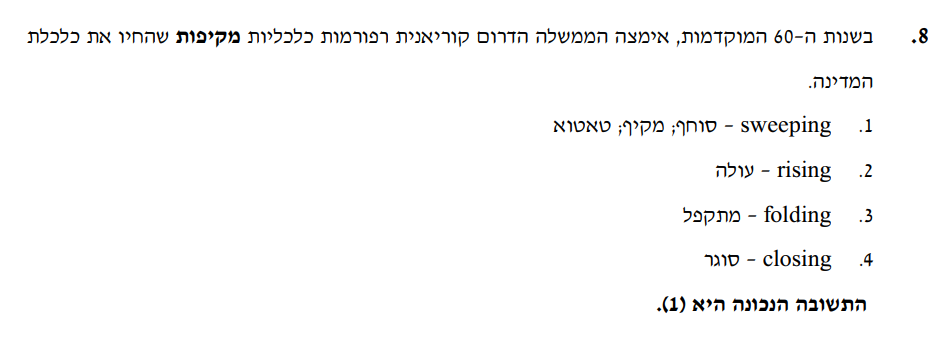 8. בשנות ה-60 המוקדמות, אימצה הממשלה הדרום קוריאנית רפורמות כלכליות מקיפות שהחיו את כלכלת
המדינה.
1. sweeping - סוחף; מקיף; טאטוא
2. rising - עולה
3. folding - מתקפל
4. closing - סוגר
התשובה הנכונה היא (1).